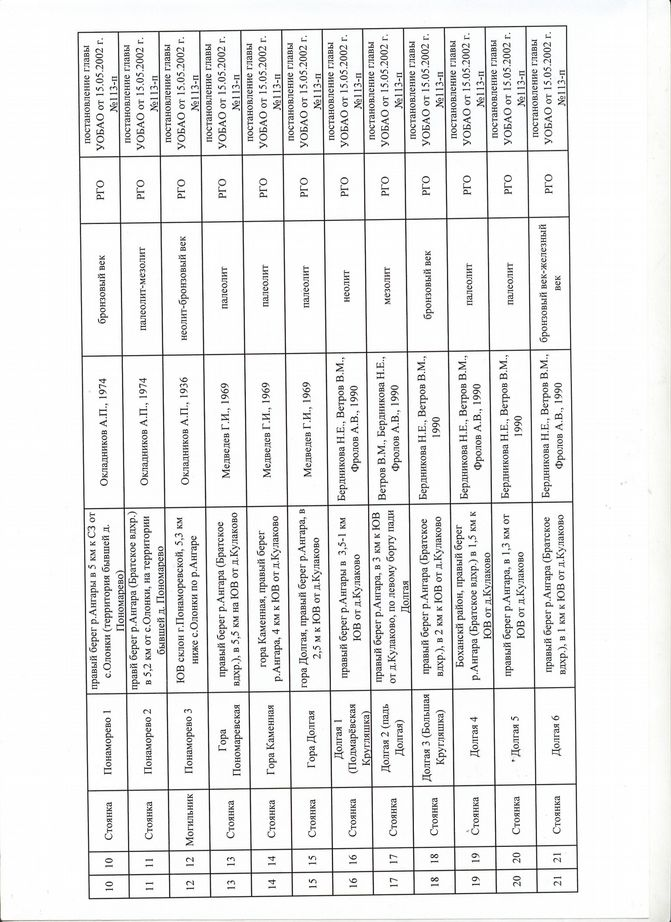 10 10 Стоянка Понаморево 1 правый берег р.Ангары в 5 км к СЗ от
с.Олонки (территория бывшей д.
Пономарево) Окладников А.П., 1974 бронзовый век РГО постановление главы
УОБАО от 15.05.2002 г.
№113-п
11 11 Стоянка Понаморево 2 правй берег р.Ангара (Братское вдхр.)
в 5,2 км от с.Олонки, на территории
бывшей д. Пономарево Окладников А.П., 1974 палеолит-мезолит РГО постановление главы
УОБАО от 15.05.2002 г.
№113-п
12 12 Могильник Понаморево 3 ЮВ склон г.Понаморевской, 5,3 км
ниже с.Олонки по р.Ангаре Окладников А.П., 1936 неолит-бронзовый век РГО постановление главы
УОБАО от 15.05.2002 г.
№113-п
13 13 Стоянка Гора
Пономаревская правый берег р.Ангара (Братское
вдхр.), в 5,5 км на ЮВ от д.Кулаково Медведев Г.И., 1969 палеолит РГО постановление главы
УОБАО от 15.05.2002 г.
№113-п
14 14 Стоянка Гора Каменная гора Каменная, правый берег
р.Ангара, 4 км к ЮВ от д.Кулаково Медведев Г.И., 1969 палеолит РГО постановление главы
УОБАО от 15.05.2002 г.
№113-п
15 15 Стоянка Гора Долгая гора Долгая, правый берег р.Ангара, в
2,5 м к ЮВ от д.Кулаково Медведев Г.И., 1969 палеолит РГО постановление главы
УОБАО от 15.05.2002 г.
№113-п
16 16 Стоянка Долгая 1
(Подмарёвская
Кругляшка) правый берег р.Ангары в 3,5-1 км
ЮВ от д.Кулаково Бердникова Н.Е., Ветров В.М.,
Фролов А.В., 1990 неолит РГО постановление главы
УОБАО от 15.05.2002 г.
№113-п
17 17 Стоянка Долгая 2 (падь
Долгая) правый берег р.Ангара, в 3 км к ЮВ
от д.Кулаково, по левому борту пади
Долгая Ветров В.М., Бердникова Н.Е.,
Фролов А.В., 1990 мезолит РГО постановление главы
УОБАО от 15.05.2002 г.
№113-п
18 18 Стоянка Долгая 3 (Большая
Кругляшка) правый берег р.Ангара (Братское
вдхр.), в 2 км к ЮВ от д.Кулаково Бердникова Н.Е., Ветров В.М.,
1990 бронзовый век РГО постановление главы
УОБАО от 15.05.2002 г.
№113-п
19 19 Стоянка Долгая 4 Боханскй район, правый берег
р.Ангара (Братское вдхр.) в 1,5 км к
ЮВ от д.Кулаково Бердникова Н.Е., Ветров В.М.,
Фролов А.В., 1990 палеолит РГО постановление главы
УОБАО от 15.05.2002 г.
№113-п
20 20 Стоянка Долгая 5 правый берег р.Ангара, в 1,3 км от
ЮВ от д.Кулаково Бердникова Н.Е., Ветров В.М.,
1990 палеолит РГО постановление главы
УОБАО от 15.05.2002 г.
№113-п
21 21 Стоянка Долгая 6 правый берег р.Ангара (Братское
вдхр.), в 1 км к ЮВ от д.Кулаково Бердникова Н.Е., Ветров В.М.,
Фролов А.В., 1990 бронзовый век-железный
век РГО постановление главы
УОБАО от 15.05.2002 г.
№113-п